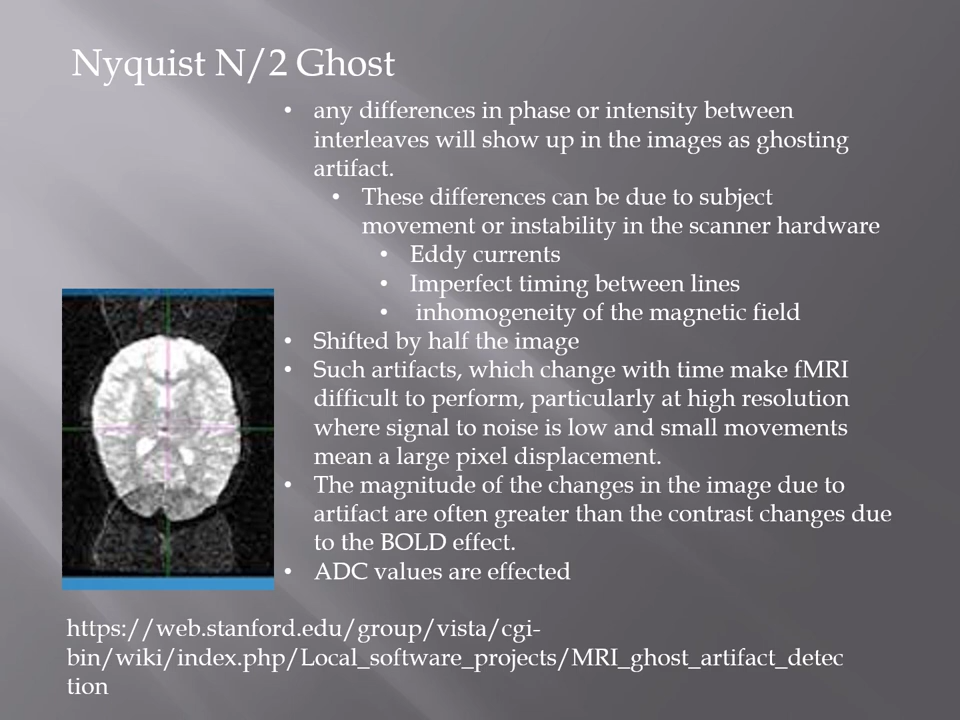 Nyquist N/2 Ghost
• any differences in phase or intensity between
interleaves will show up in the images as ghosting
artifact.
• These differences can be due to subject
movement or instability in the scanner hardware
• Eddy currents
• Imperfect timing between lines
• inhomogeneity of the magnetic field
• Shifted by half the image
• Such artifacts, which change with time make fMRI
difficult to perform, particularly at high resolution
where signal to noise is low and small movements
mean a large pixel displacement.
• The magnitude of the changes in the image due to
artifact are often greater than the contrast changes due
to the BOLD effect.
• ADC values are effected
https://web.stanford.edu/group/vista/cgi-
bin/wiki/index.php/Local_software_projects/MRI_ghost_artifact_detec
tion